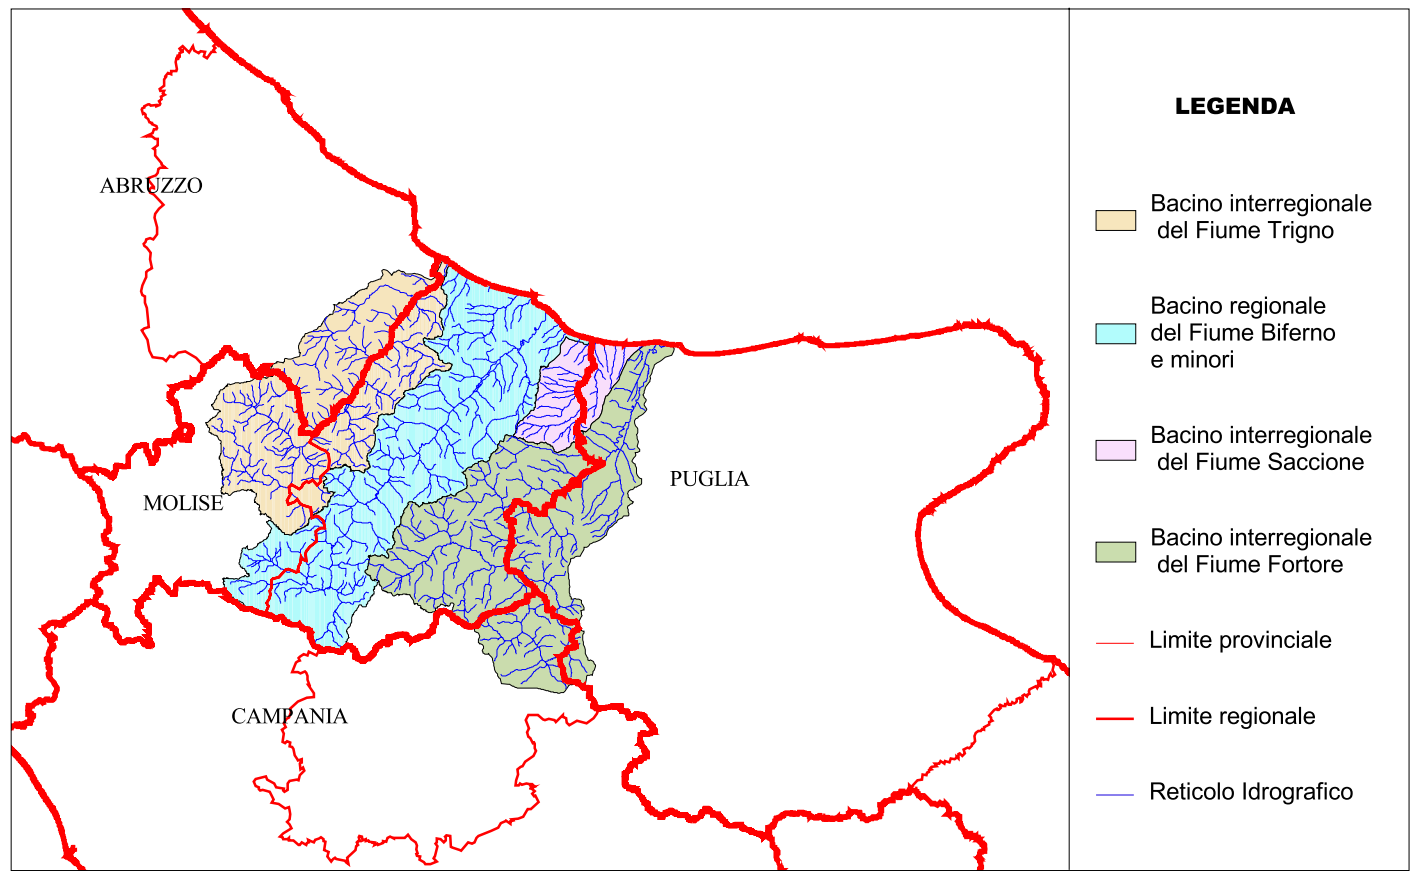 ABRUZZO
MOLISE
PUGLIA
CAMPANIA
LEGENDA
Bacino interregionale
del Fiume Trigno
Bacino regionale
del Fiume Biferno
e minori
Bacino interregionale
del Fiume Saccione
Bacino interregionale
del Fiume Fortore
Limite provinciale
Limite regionale
Reticolo Idrografico